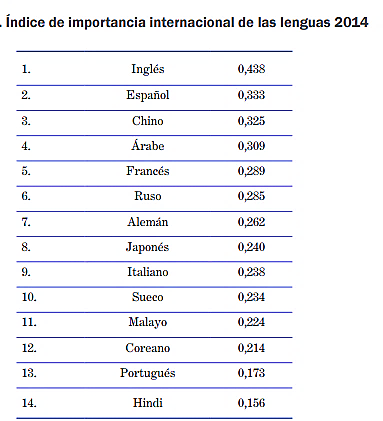 . Índice de importancia internacional de las lenguas 2014
1. Inglés 0,438
2. Español 0,333
3. Chino 0,325
4. Árabe 0,309
5. Francés 0,289
6. Ruso 0,285
7. Alemán 0,262
8. Japonés 0,240
9. Italiano 0,238
10. Sueco 0,234
11. Malayo 0,224
12. Coreano 0,214
13. Portugués 0,173
14. Hindi 0,156